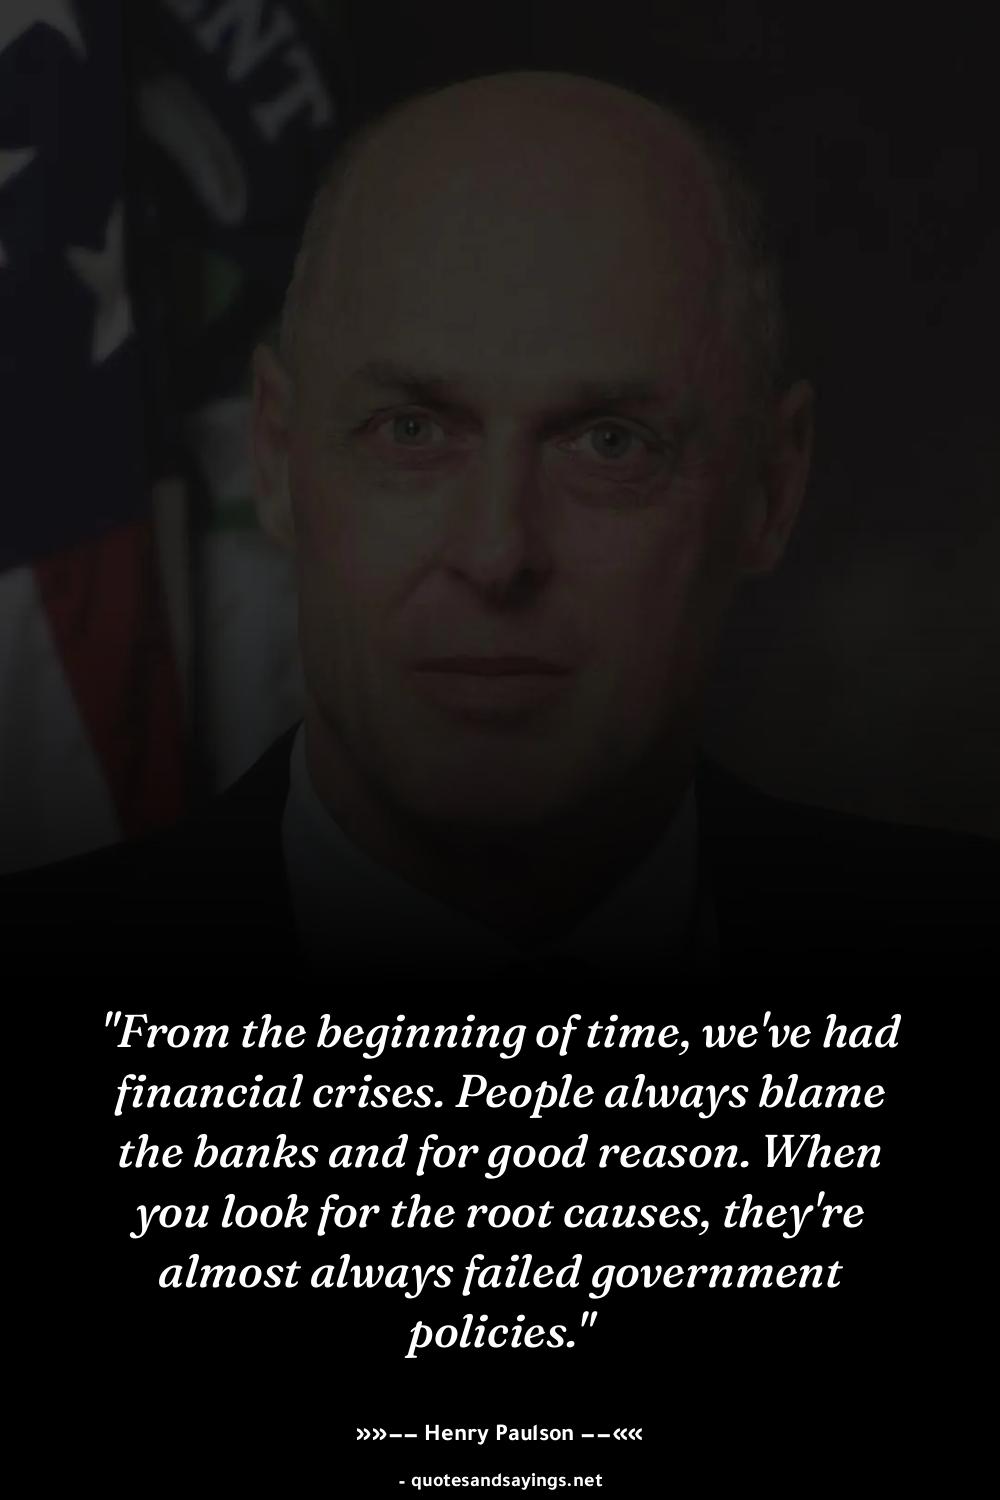 ENT
"From the beginning of time, we've had
financial crises. People always blame
the banks and for good reason. When
you look for the root causes, they're
almost always failed government
policies."
»»–– Henry Paulson ––««
- quotesandsayings.net